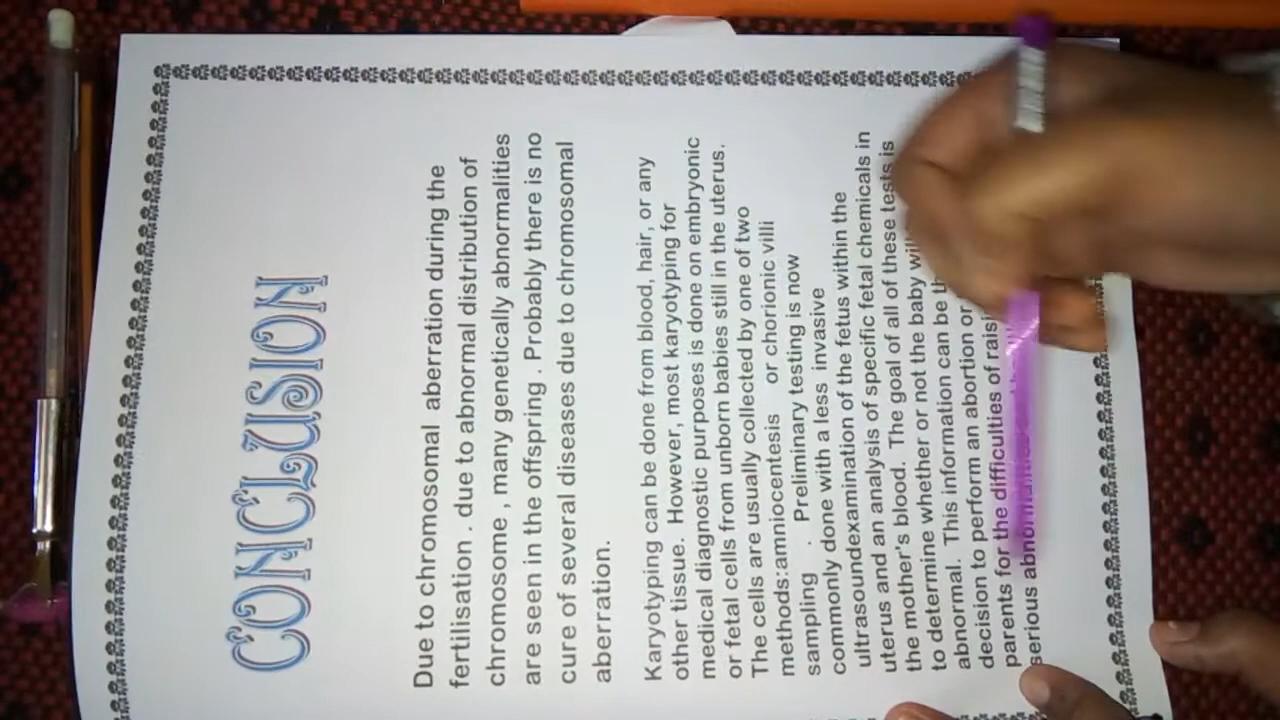 CONCLUSION
Due to chromosomal aberration during the
fertilisation . due to abnormal distribution of
chromosome , many genetically abnormalities
are seen in the offspring . Probably there is no
cure of several diseases due to chromosomal
aberration.
Karyotyping can be done from blood, hair, or any
other tissue. However, most karyotyping for
medical diagnostic purposes is done on embryonic
or fetal cells from unborn babies still in the uterus.
The cells are usually collected by one of two
methods:amniocentesis or chorionic villi
sampling . Preliminary testing is now
commonly done with a less invasive
ultrasoundexamination of the fetus within the
uterus and an analysis of specific fetal chemicals in
the mother's blood. The goal of all of these tests is
to determine whether or not the baby
abnormal. This information can be
decision to perform an abortion or
parents for the difficulties of
serious